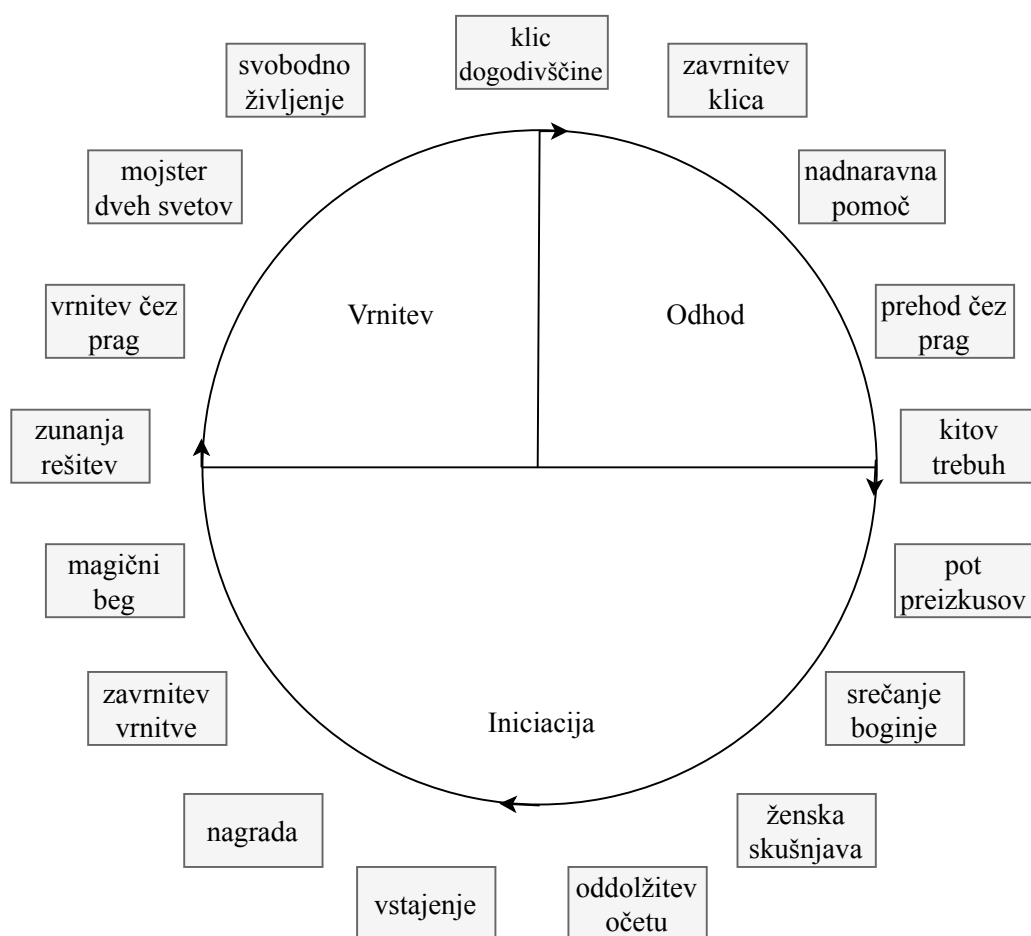 klic
dogodivščine
zavrnitev
klica
nadnaravna
pomoč
prehod čez
prag
kitov
trebuh
pot
preizkusov
srečanje
boginje
ženska
skušnjava
oddolžitev
očetu
vstajenje
nagrada
zavrnitev
vrnitve
magični
beg
zunanja
rešitev
vrnitev čez
prag
mojster
dveh svetov
svobodno
življenje
Vrnitev
Odhod
Iniciacija